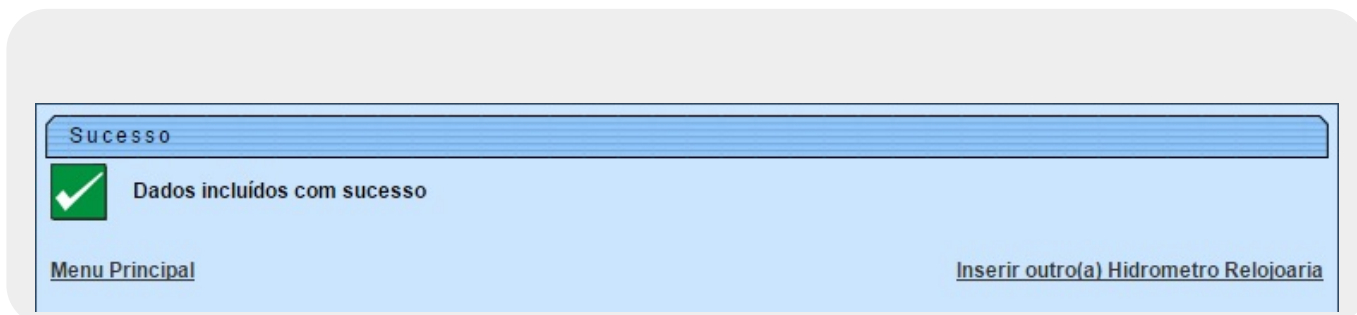 Sucesso
Dados incluídos com sucesso
Menu Principal
Inserir outro(a) Hidrometro Relojoaria